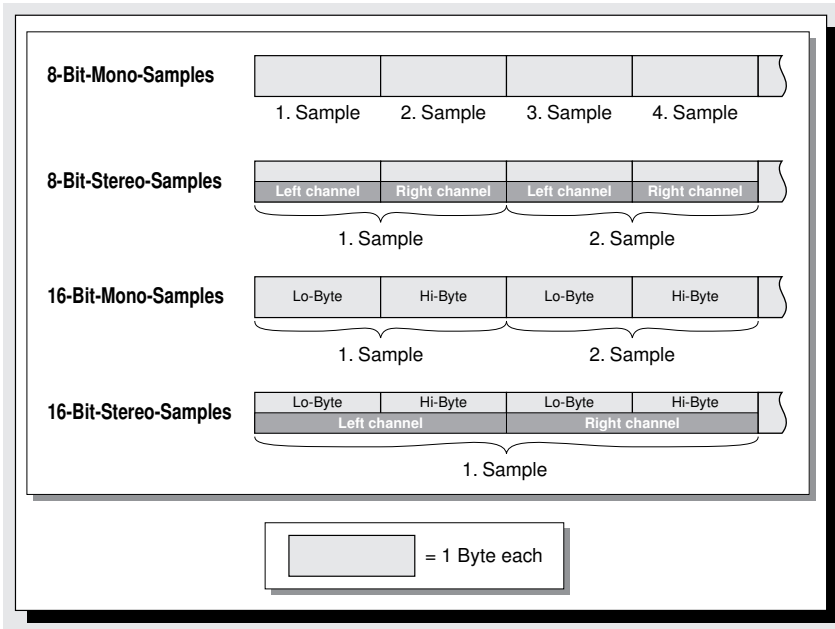 8-Bit-Mono-Samples
1. Sample 2. Sample 3. Sample 4. Sample
8-Bit-Stereo-Samples
Left channel Right channel Left channel Right channel
1. Sample 2. Sample
16-Bit-Mono-Samples
Lo-Byte Hi-Byte Lo-Byte Hi-Byte
1. Sample 2. Sample
16-Bit-Stereo-Samples
Lo-Byte Hi-Byte Lo-Byte Hi-Byte
Left channel Right channel
1. Sample
= 1 Byte each